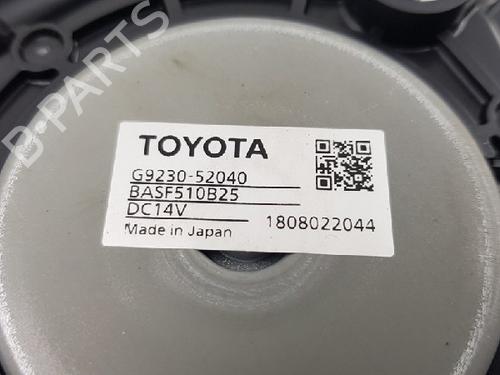 B-PARTS
TOYOTA
G9230-52040
BASF510B25
DC14V
1808022044
Made in Japan